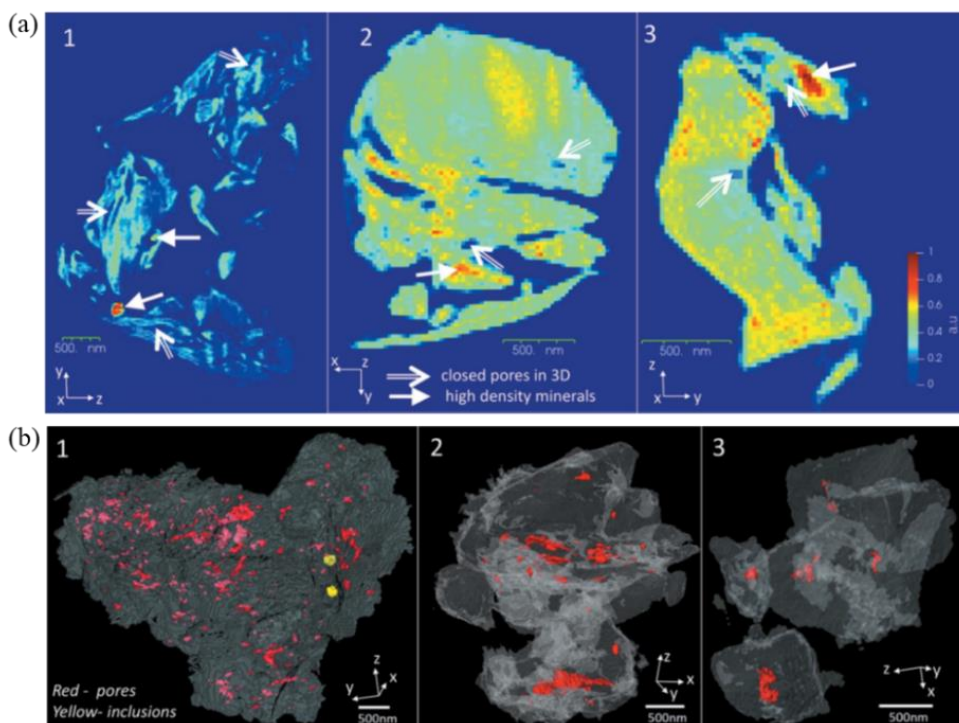 (a)
1
2
3
500. nm
y
x
z
x
z
y
500. nm
closed pores in 3D
high density minerals
500. nm
z
x
y
1
0.8
0.6
0.4
0.2
0
a.u
(b)
1
2
3
Red - pores
Yellow- inclusions
z
y
x
500nm
z
x
y
500nm
z
y
x
500nm